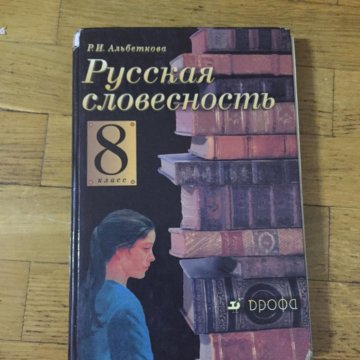 Р.И. Альбеткова
Русская
словесность
8
класс
дрофа